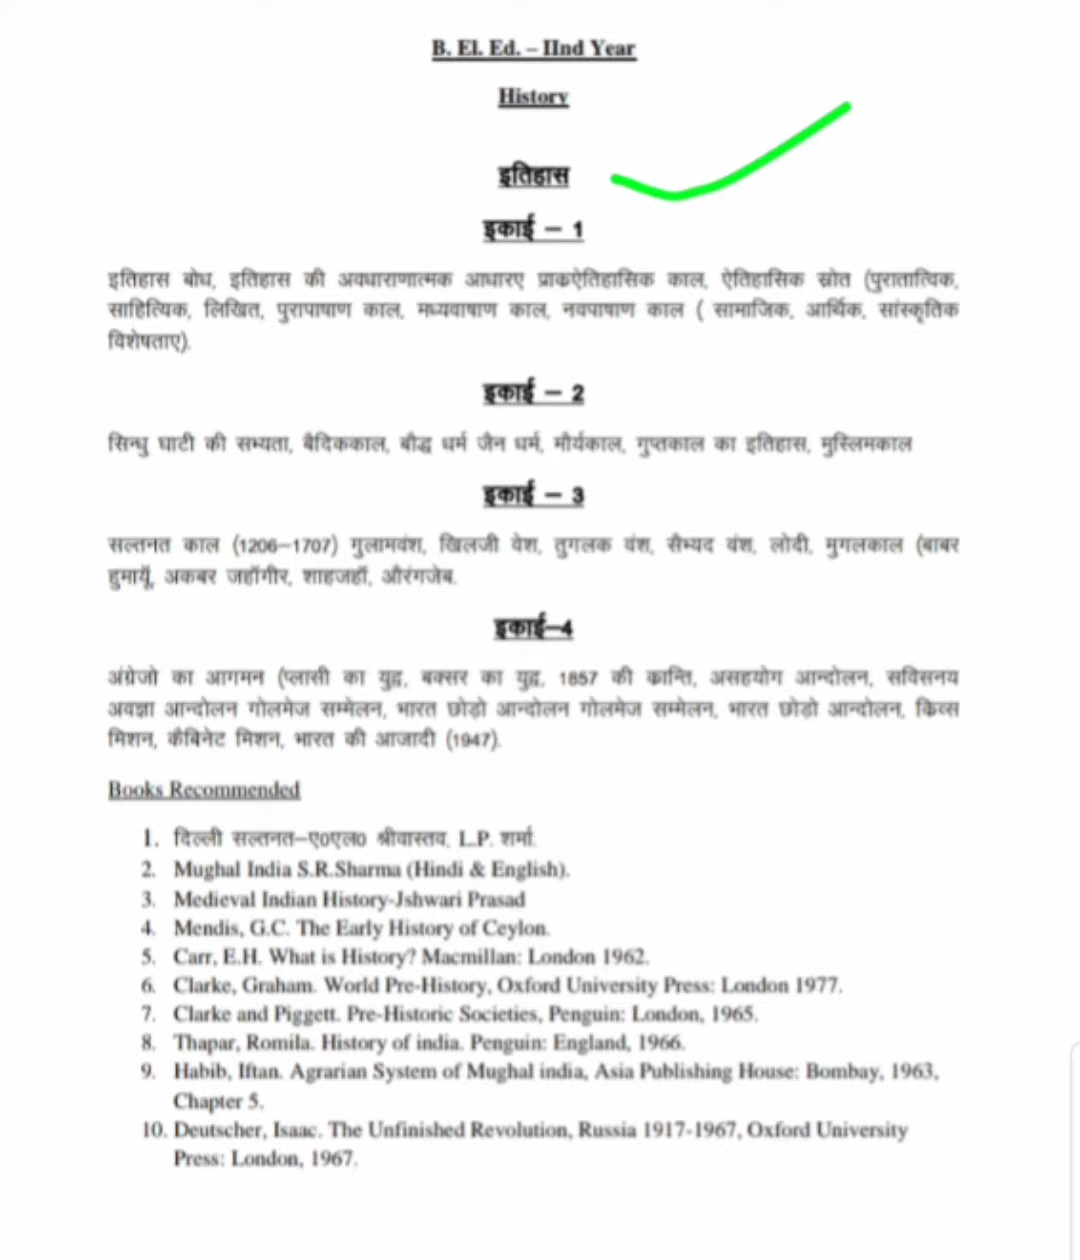 B. El. Ed. – IInd Year
History
इतिहास
इकाई – 1
इतिहास बोध, इतिहास की अवधाराणात्मक आधारए प्राकऐतिहासिक काल, ऐतिहासिक स्रोत (पुरातात्विक,
साहित्यिक, लिखित, पुरापाषाण काल, मध्यवाषाण काल, नवपाषाण काल ( सामाजिक, आर्थिक, सांस्कृतिक
विशेषताए).
इकाई – 2
सिन्धु घाटी की सभ्यता, बैदिककाल, बौद्ध धर्म जैन धर्म, मौर्यकाल, गुप्तकाल का इतिहास, मुस्लिमकाल
इकाई – 3
सल्तनत काल (1206–1707) गुलामवंश, खिलजी वेश, तुगलक वंश, सैभ्यद वंश, लोदी, मुगलकाल (बाबर
हुमायूँ, अकबर जहॉगीर, शाहजहॉ, औरंगजेब.
इकाई–4
अंग्रेजो का आगमन (प्लासी का युद्व, बक्सर का युद्व, 1857 की कान्ति, असहयोग आन्दोलन, सविसनय
अवज्ञा आन्दोलन गोलमेज सम्मेलन, भारत छोड़ो आन्दोलन गोलमेज सम्मेलन, भारत छोडो आन्दोलन, किव्स
मिशन, कैबिनेट मिशन, भारत की आजादी (1947).
Books Recommended
1. दिल्ली सल्तनत–ए0एल0 श्रीवास्तव, L.P. शर्मा.
2. Mughal India S.R.Sharma (Hindi & English).
3. Medieval Indian History-Jshwari Prasad
4. Mendis, G.C. The Early History of Ceylon.
5. Carr, E.H. What is History? Macmillan: London 1962.
6. Clarke, Graham. World Pre-History, Oxford University Press: London 1977.
7. Clarke and Piggett. Pre-Historic Societies, Penguin: London, 1965.
8. Thapar, Romila. History of india. Penguin: England, 1966.
9. Habib, Iftan. Agrarian System of Mughal india, Asia Publishing House: Bombay, 1963,
Chapter 5.
10. Deutscher, Isaac. The Unfinished Revolution, Russia 1917-1967, Oxford University
Press: London, 1967.